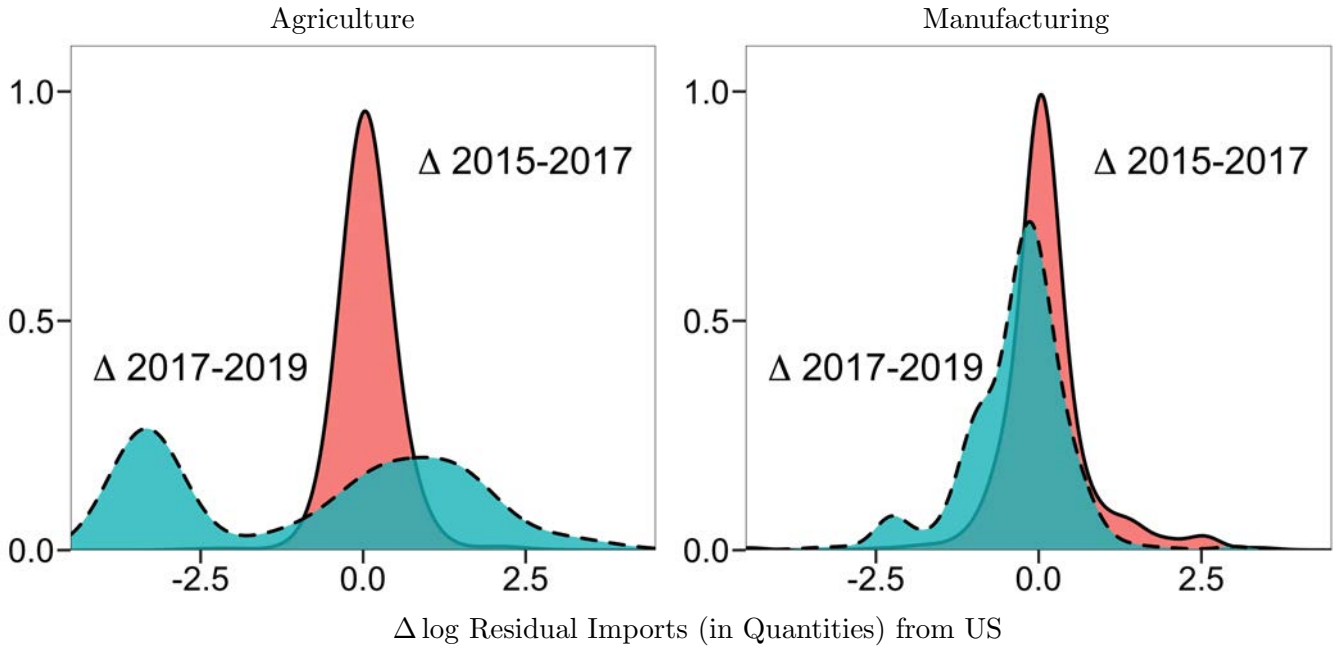 Agriculture
Manufacturing
1.0
0.5
0.0
Δ 2015-2017
Δ 2017-2019
-2.5
0.0
2.5
1.0
0.5
0.0
Δ 2015-2017
Δ 2017-2019
-2.5
0.0
2.5
Δ log Residual Imports (in Quantities) from US